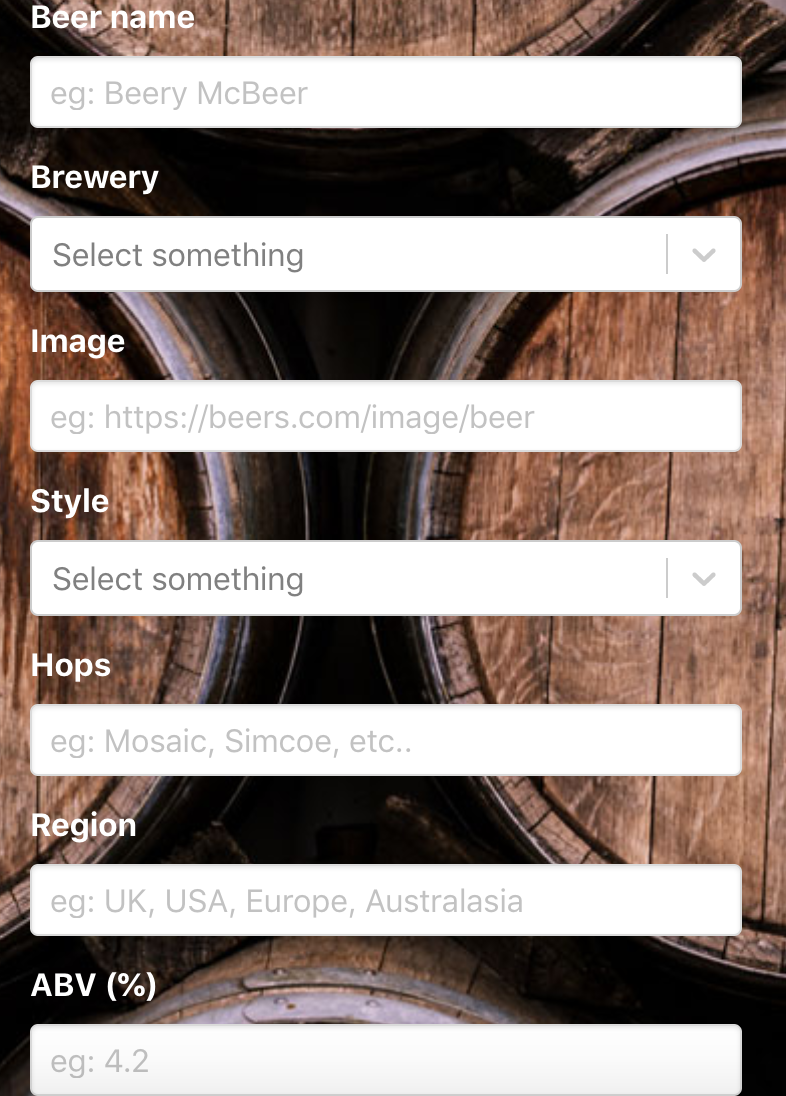 Beer name
eg: Beery McBeer
Brewery
Select something
Image
eg: https://beers.com/image/beer
Style
Select something
Hops
eg: Mosaic, Simcoe, etc..
Region
eg: UK, USA, Europe, Australasia
ABV (%)
eg: 4.2